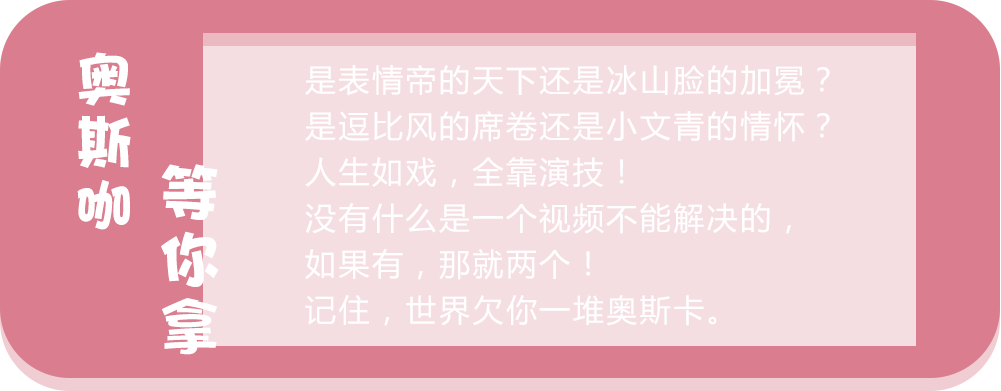 奥斯咖
等你拿
是表情帝的天下还是冰山脸的加冕？
是逗比风的席卷还是小文青的情怀？
人生如戏，全靠演技！
没有什么是一个视频不能解决的，
如果有，那就两个！
记住，世界欠你一堆奥斯卡。